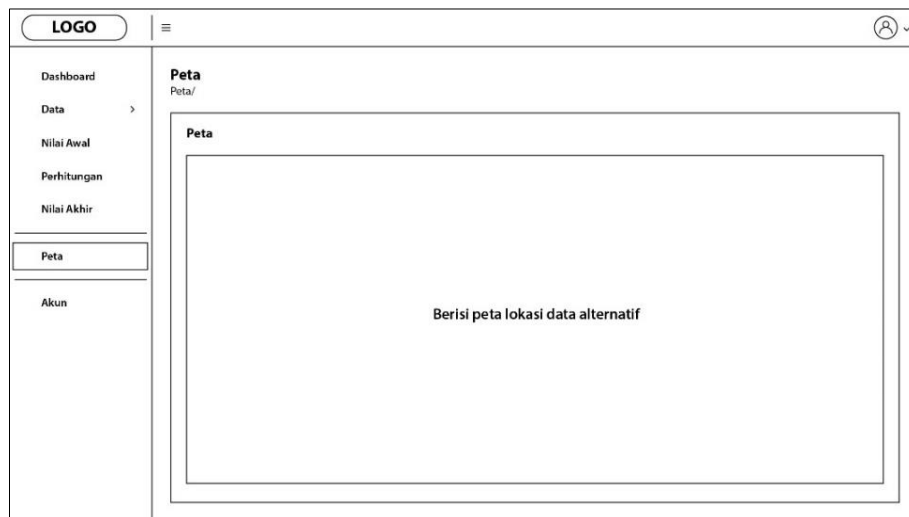 LOGO
Dashboard
Data
Nilai Awal
Perhitungan
Nilai Akhir
Peta
Akun
Peta
Peta/
Peta
Berisi peta lokasi data alternatif